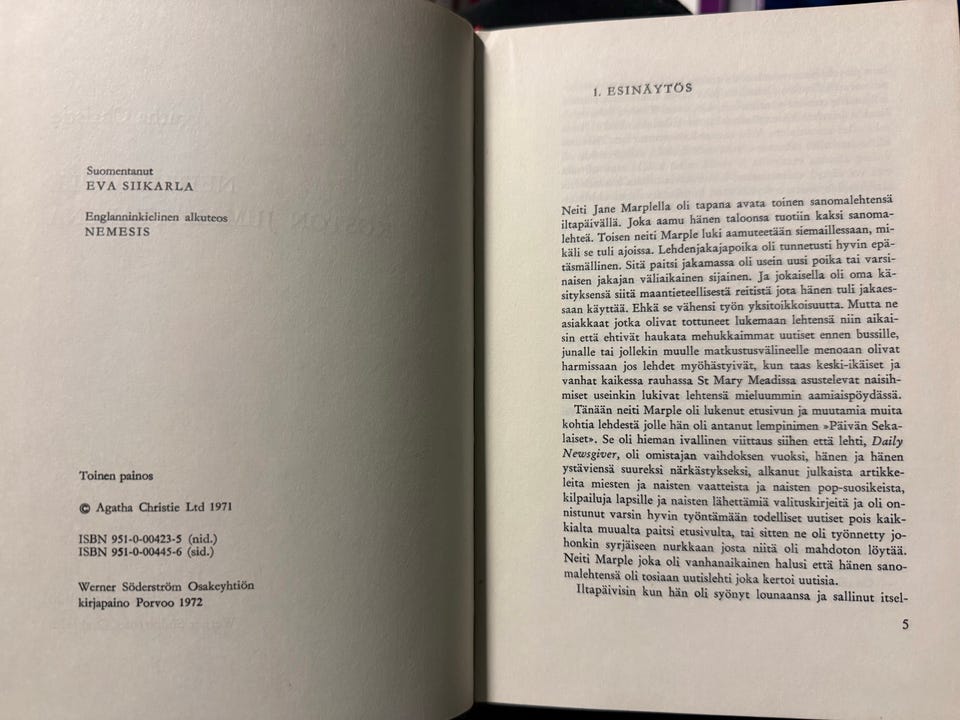 Suomentanut
EVA SIIKARLA
Englanninkielinen alkuteos
NEMESIS
Toinen painos
© Agatha Christie Ltd 1971
ISBN 951-0-00423-5 (nid.)
ISBN 951-0-00445-6 (sid.)
Werner Söderström Osakeyhtiön
kirjapaino Porvoo 1972
1. ESINÄYTÖS
Neiti Jane Marplella oli tapana avata toinen sanomalehtensä
iltapäivällä. Joka aamu hänen taloonsa tuotiin kaksi sanoma-
lehteä. Toisen neiti Marple luki aamuteetään siemaillessaan, mi-
käli se tuli ajoissa. Lehdenjakajapoika oli tunnetusti hyvin epä-
täsmällinen. Sitä paitsi jakamassa oli usein uusi poika tai varsi-
naisen jakajan väliaikainen sijainen. Ja jokaisella oli oma kä-
sityksensä siitä maantieteellisestä reitistä jota hänen tuli jakaes-
saan käyttää. Ehkä se vähensi työn yksitoikkoisuutta. Mutta ne
asiakkaat jotka olivat tottuneet lukemaan lehtensä niin aikai-
sin että ehtivät haukata mehukkaimmat uutiset ennen bussille,
junalle tai jollekin muulle matkustusvälineelle menoaan olivat
harmissaan jos lehdet myöhästyivät, kun taas keski-ikäiset ja
vanhat kaikessa rauhassa St Mary Meadissa asustelevat naisih-
miset useinkin lukivat lehtensä mieluummin aamiaispöydässä.
Tänään neiti Marple oli lukenut etusivun ja muutamia muita
kohtia lehdestä jolle hän oli antanut lempinimen »Päivän Seka-
laiset». Se oli hieman ivallinen viittaus siihen että lehti, Daily
Newsgiver, oli omistajan vaihdoksen vuoksi, hänen ja hänen
ystäviensä suureksi närkästykseksi, alkanut julkaista artikke-
leita miesten ja naisten vaatteista ja naisten pop-suosikeista,
kilpailuja lapsille ja naisten lähettämiä valituskirjeitä ja oli on-
nistunut varsin hyvin työntämään todelliset uutiset pois kaik-
kialta muualta paitsi etusivulta, tai sitten ne oli työnnetty jo-
honkin syrjäiseen nurkkaan josta niitä oli mahdoton löytää.
Neiti Marple joka oli vanhanaikainen halusi että hänen sano-
malehtensä oli tosiaan uutislehti joka kertoi uutisia.
Iltapäivisin kun hän oli syönyt lounaansa ja sallinut itsel-
5